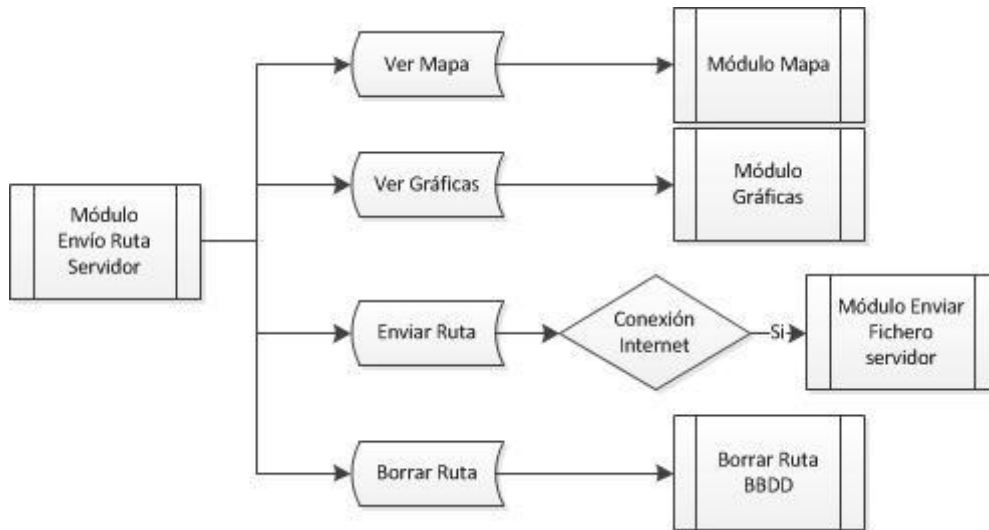 Ver Mapa
Módulo Mapa
Ver Gráficas
Módulo
Gráficas
Módulo
Envío Ruta
Servidor
Enviar Ruta
Conexión
Internet
Si
Módulo Enviar
Fichero
servidor
Borrar Ruta
Borrar Ruta
BBDD